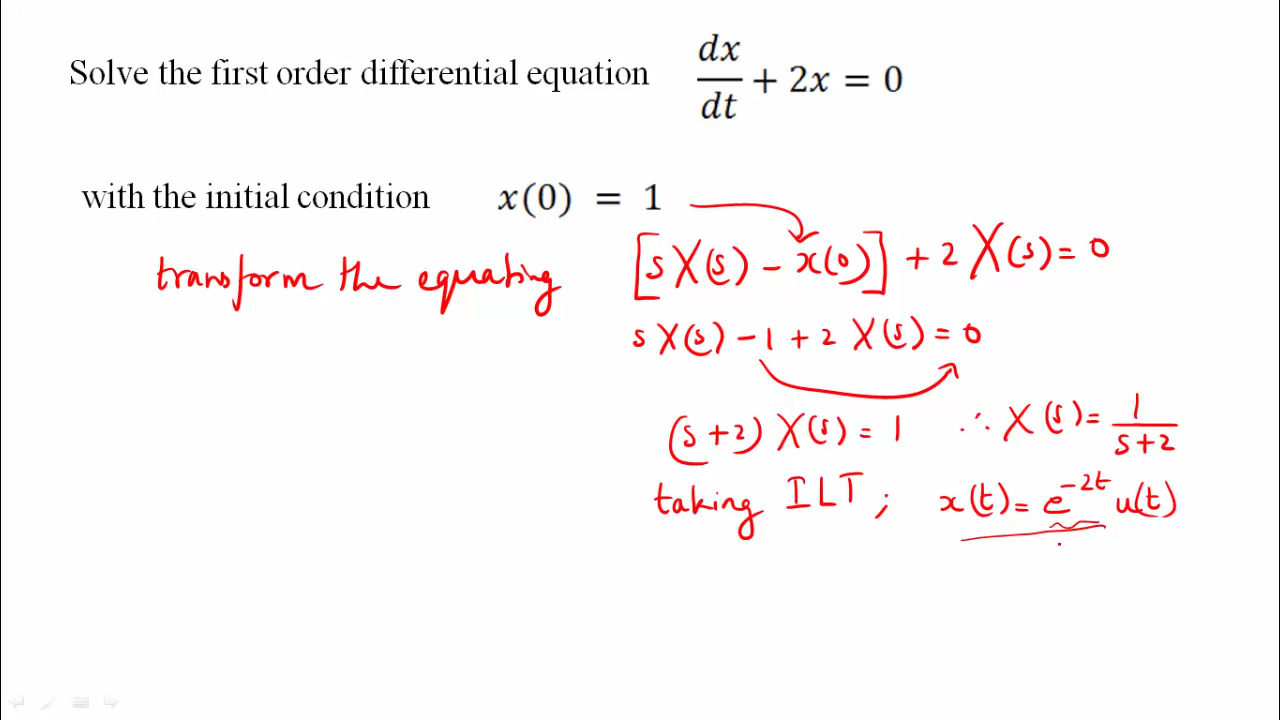 Solve the first order differential equation dx/dt + 2x = 0
with the initial condition x(0) = 1
transform the equating [sX(s) − x(0)] + 2X(s) = 0
sX(s) − 1 + 2X(s) = 0
(s+2) X(s) = 1 ∴ X(s) = 1/(s+2)
taking ILT; x(t) = e^{−2t} u(t)